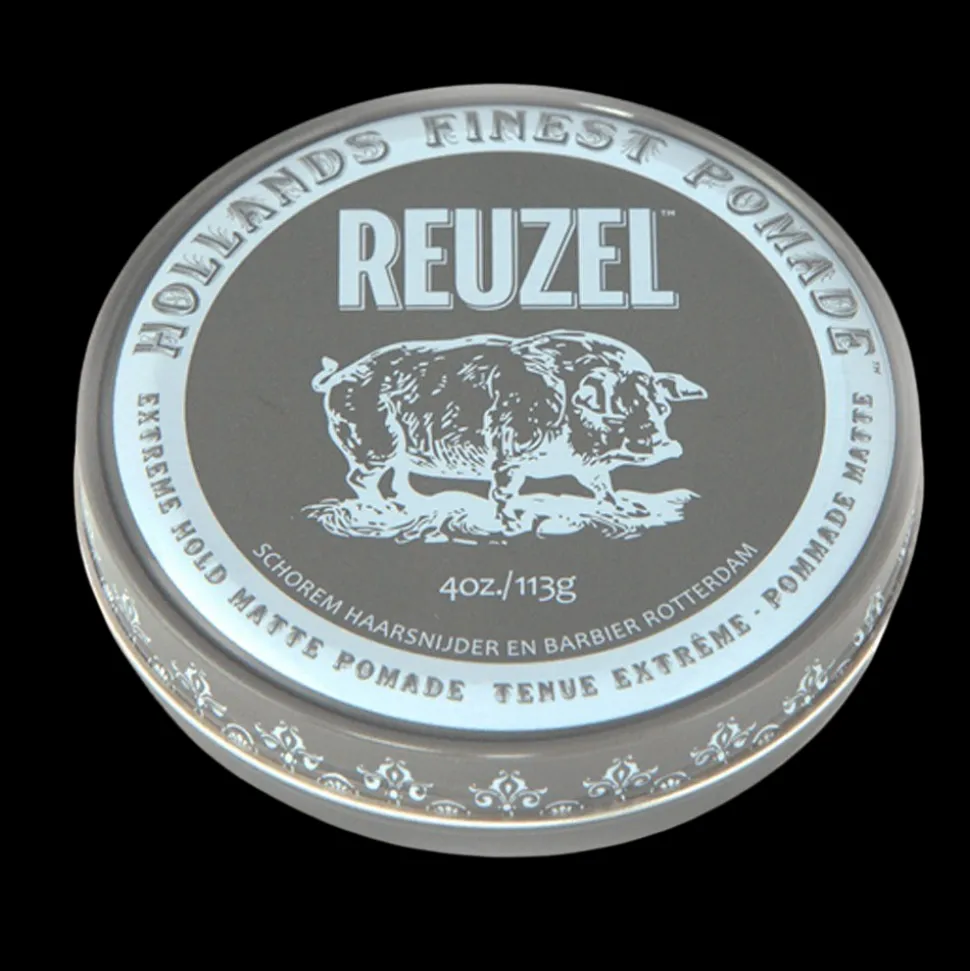 HOLLANDS FINEST POMADE™
REUZEL™
4oz./113g
SCHOREM HAARSNIJDER EN BARBIER ROTTERDAM
EXTREME HOLD MATTE POMADE
TENUE EXTRÊME - POMMADE MATTE